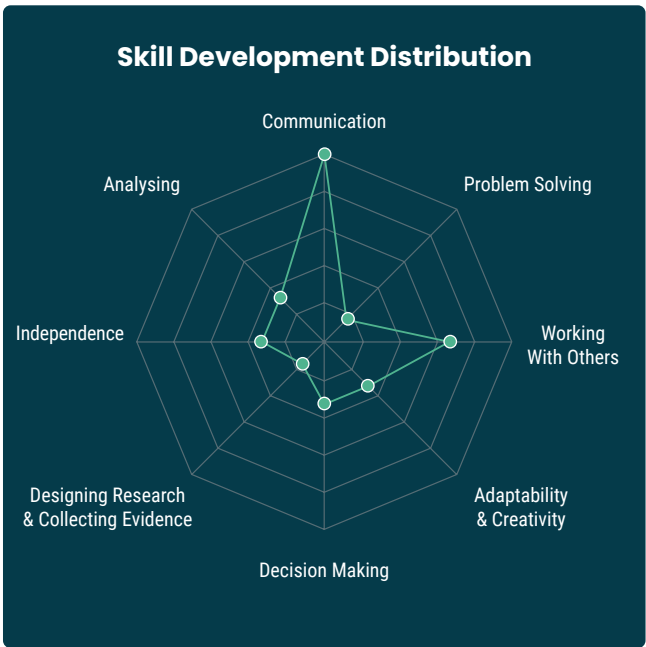 Skill Development Distribution
Communication
Analysing
Problem Solving
Independence
Working
With Others
Designing Research
& Collecting Evidence
Adaptability
& Creativity
Decision Making